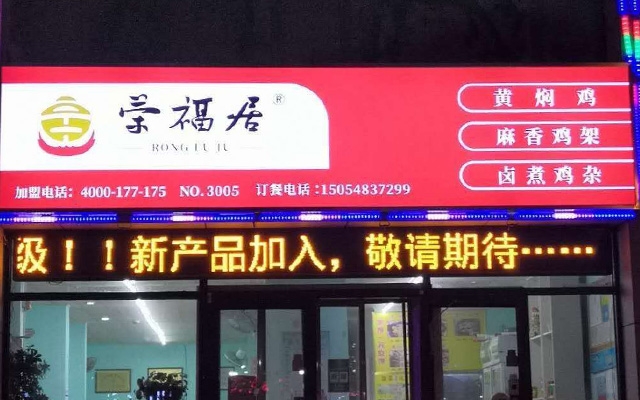 荣福居®
RONG FU JU
黄焖鸡
麻香鸡架
卤煮鸡杂
加盟电话：4000-177-175 NO.3005 订餐电话：15054837299
级！！新产品加入，敬请期待……